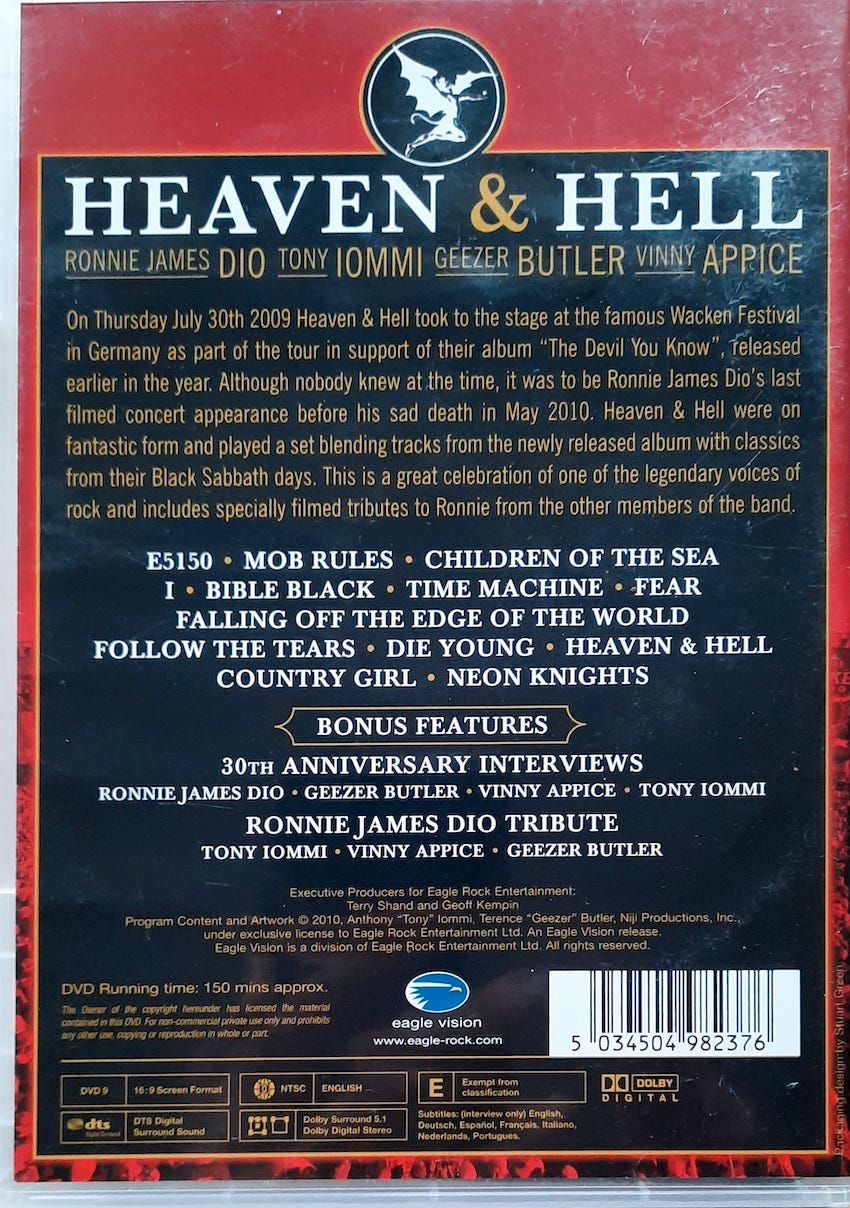 HEAVEN & HELL
RONNIE JAMES DIO TONY IOMMI GEEZER BUTLER VINNY APPICE
On Thursday July 30th 2009 Heaven & Hell took to the stage at the famous Wacken Festival
in Germany as part of the tour in support of their album “The Devil You Know”, released
earlier in the year. Although nobody knew at the time, it was to be Ronnie James Dio’s last
filmed concert appearance before his sad death in May 2010. Heaven & Hell were on
fantastic form and played a set blending tracks from the newly released album with classics
from their Black Sabbath days. This is a great celebration of one of the legendary voices of
rock and includes specially filmed tributes to Ronnie from the other members of the band.
E5150 • MOB RULES • CHILDREN OF THE SEA
I • BIBLE BLACK • TIME MACHINE • FEAR
FALLING OFF THE EDGE OF THE WORLD
FOLLOW THE TEARS • DIE YOUNG • HEAVEN & HELL
COUNTRY GIRL • NEON KNIGHTS
BONUS FEATURES
30TH ANNIVERSARY INTERVIEWS
RONNIE JAMES DIO • GEEZER BUTLER • VINNY APPICE • TONY IOMMI
RONNIE JAMES DIO TRIBUTE
TONY IOMMI • VINNY APPICE • GEEZER BUTLER
Executive Producers for Eagle Rock Entertainment:
Terry Shand and Geoff Kempin
Program Content and Artwork © 2010, Anthony “Tony” Iommi, Terence “Geezer” Butler, Niji Productions, Inc.,
under exclusive license to Eagle Rock Entertainment Ltd. An Eagle Vision release.
Eagle Vision is a division of Eagle Rock Entertainment Ltd. All rights reserved.
DVD Running time: 150 mins approx.
The Owner of the copyright hereunder has licensed the material
contained in this DVD. For non-commercial private use only and prohibits
any other use, copying or reproduction in whole or part.
eagle vision
www.eagle-rock.com
5 034504 982376
DVD 9
16:9 Screen Format
NTSC
ENGLISH
E
Exempt from
classification
DOLBY
DIGITAL
dts
Digital Surround
DTS Digital
Surround Sound
Dolby Surround 5.1
Dolby Digital Stereo
Subtitles: (interview only) English,
Deutsch, Español, Français, Italiano,
Nederlands, Portugues.
Packaging design by Stuart Green